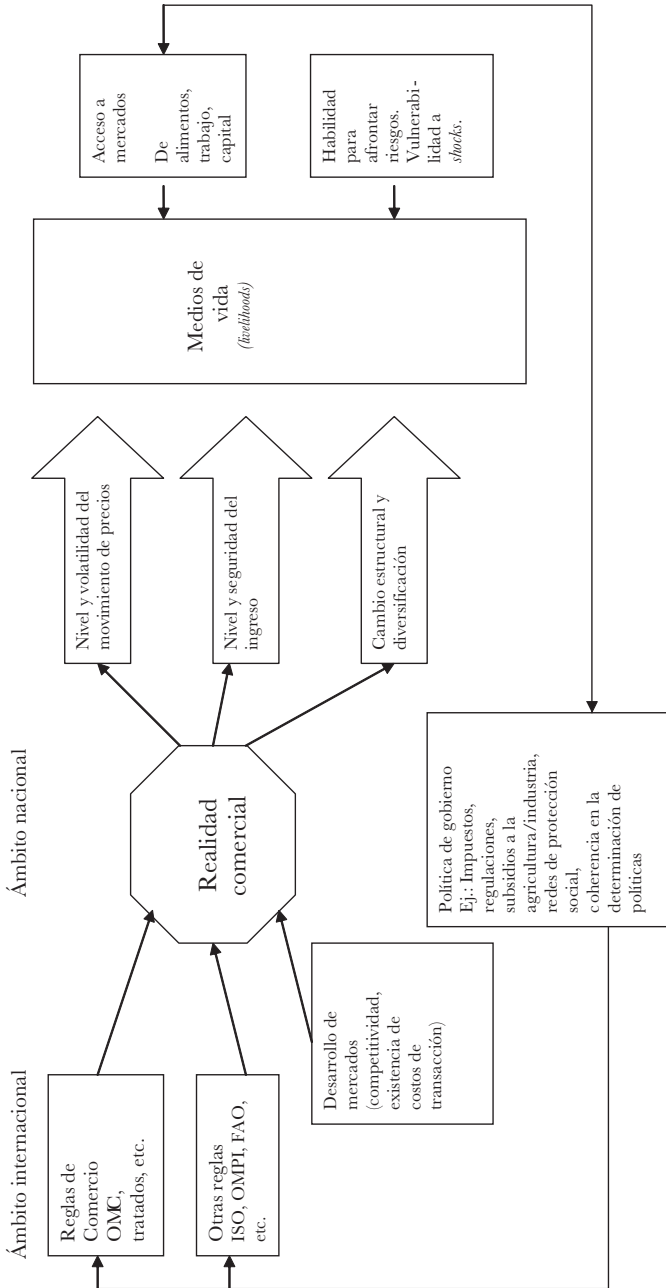 Ámbito internacional
Ámbito nacional
Reglas de
Comercio
OMC,
tratados, etc.
Otras reglas
ISO, OMPI, FAO,
etc.
Desarrollo de
mercados
(competitividad,
existencia de
costos de
transacción)
Realidad
comercial
Política de gobierno
Ej.: Impuestos,
regulaciones,
subsidios a la
agricultura/industria,
redes de protección
social,
coherencia en la
determinación de
políticas
Nivel y volatilidad del
movimiento de precios
Nivel y seguridad del
ingreso
Cambio estructural y
diversificación
Medios de
vida
(livelihoods)
Acceso a
mercados
De
alimentos,
trabajo,
capital
Habilidad
para
afrontar
riesgos.
Vulnerabi-
lidad a
shocks.